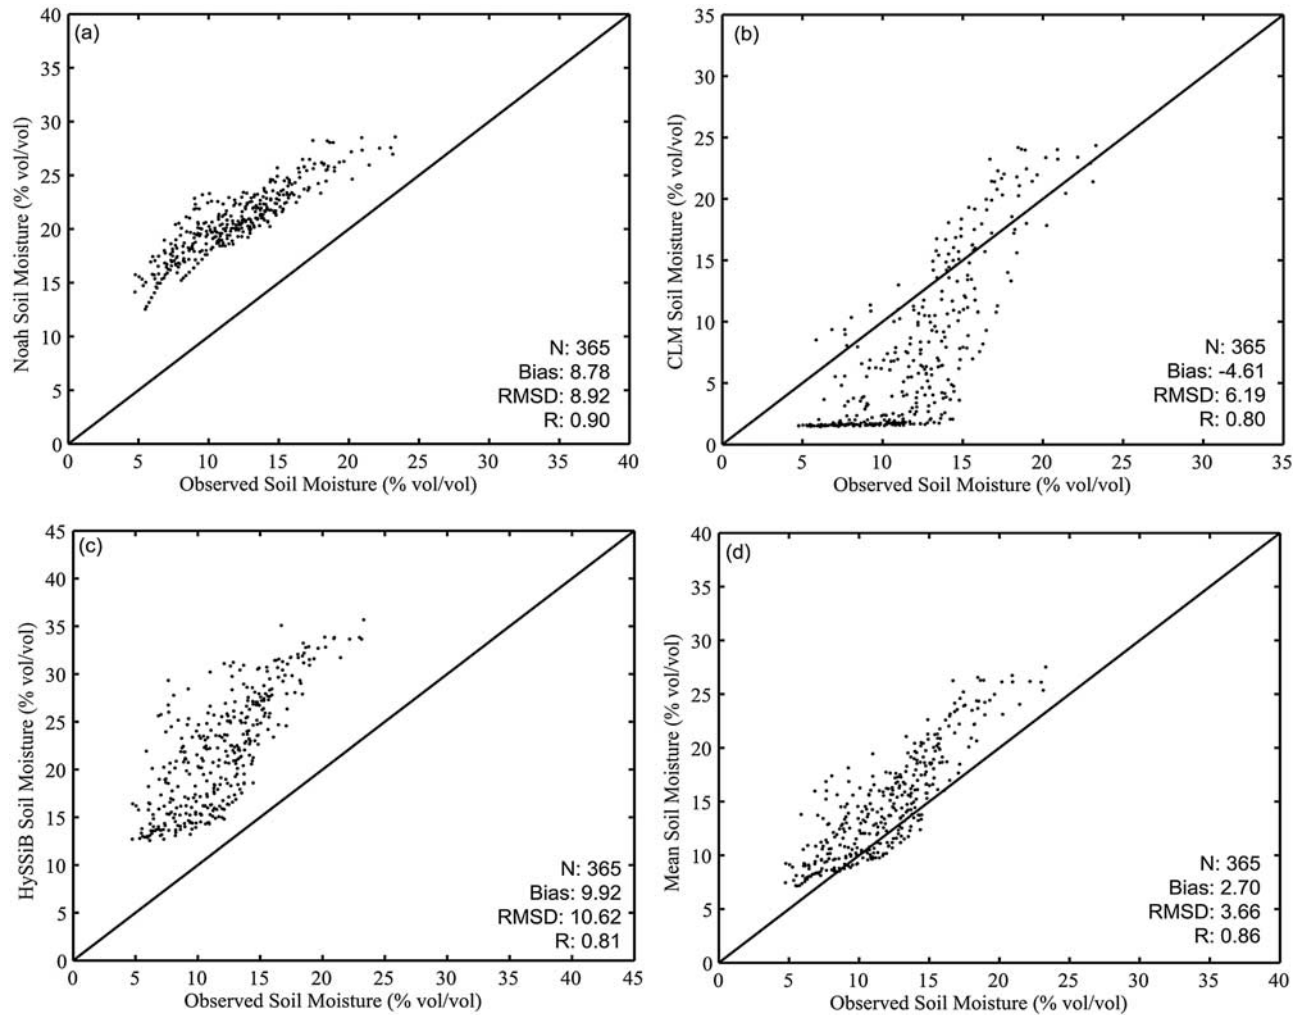 (a)
40
35
30
25
20
15
10
5
0
Noah Soil Moisture (% vol/vol)
N: 365
Bias: 8.78
RMSD: 8.92
R: 0.90
0 5 10 15 20 25 30 35 40
Observed Soil Moisture (% vol/vol)
(b)
35
30
25
20
15
10
5
0
CLM Soil Moisture (% vol/vol)
N: 365
Bias: -4.61
RMSD: 6.19
R: 0.80
0 5 10 15 20 25 30 35
Observed Soil Moisture (% vol/vol)
(c)
45
40
35
30
25
20
15
10
5
0
HySSiB Soil Moisture (% vol/vol)
N: 365
Bias: 9.92
RMSD: 10.62
R: 0.81
0 5 10 15 20 25 30 35 40 45
Observed Soil Moisture (% vol/vol)
(d)
40
35
30
25
20
15
10
5
0
Mean Soil Moisture (% vol/vol)
N: 365
Bias: 2.70
RMSD: 3.66
R: 0.86
0 5 10 15 20 25 30 35 40
Observed Soil Moisture (% vol/vol)